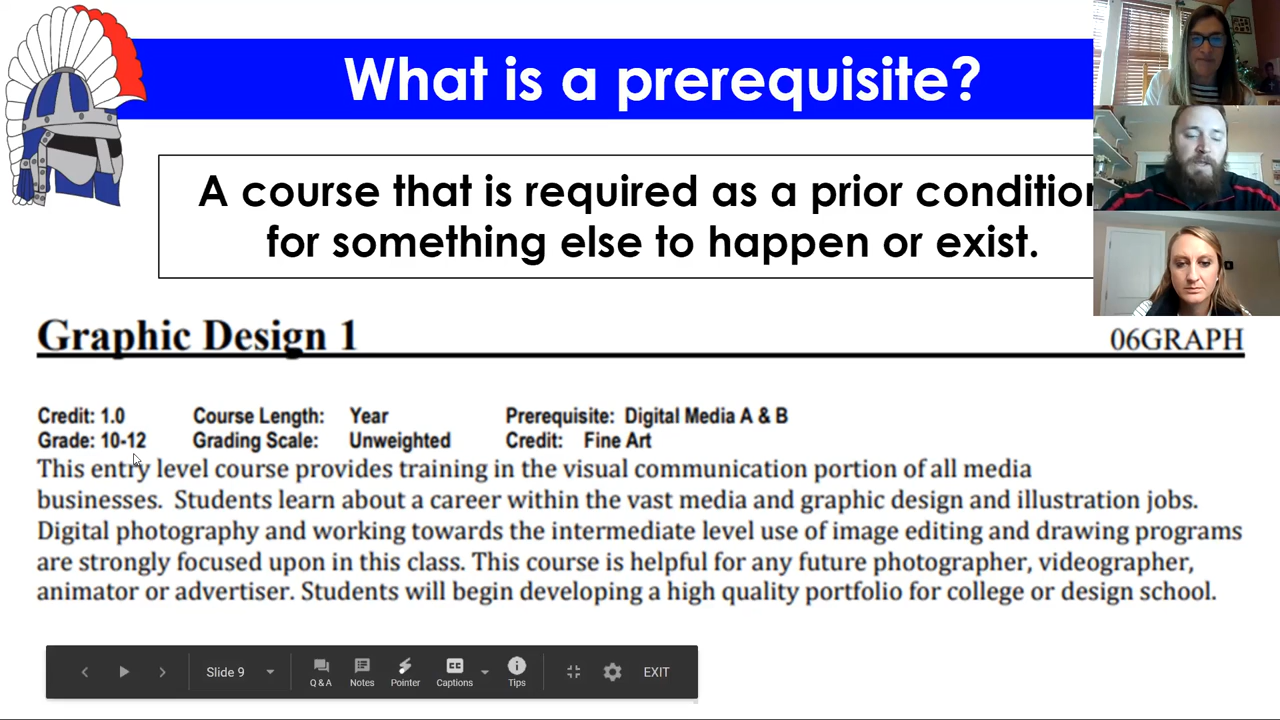 What is a prerequisite?
A course that is required as a prior condition
for something else to happen or exist.
Graphic Design 1 06GRAPH
Credit: 1.0 Course Length: Year Prerequisite: Digital Media A & B
Grade: 10-12 Grading Scale: Unweighted Credit: Fine Art
This entry level course provides training in the visual communication portion of all media
businesses. Students learn about a career within the vast media and graphic design and illustration jobs.
Digital photography and working towards the intermediate level use of image editing and drawing programs
are strongly focused upon in this class. This course is helpful for any future photographer, videographer,
animator or advertiser. Students will begin developing a high quality portfolio for college or design school.
Slide 9 Q & A Notes Pointer CC Captions Tips EXIT